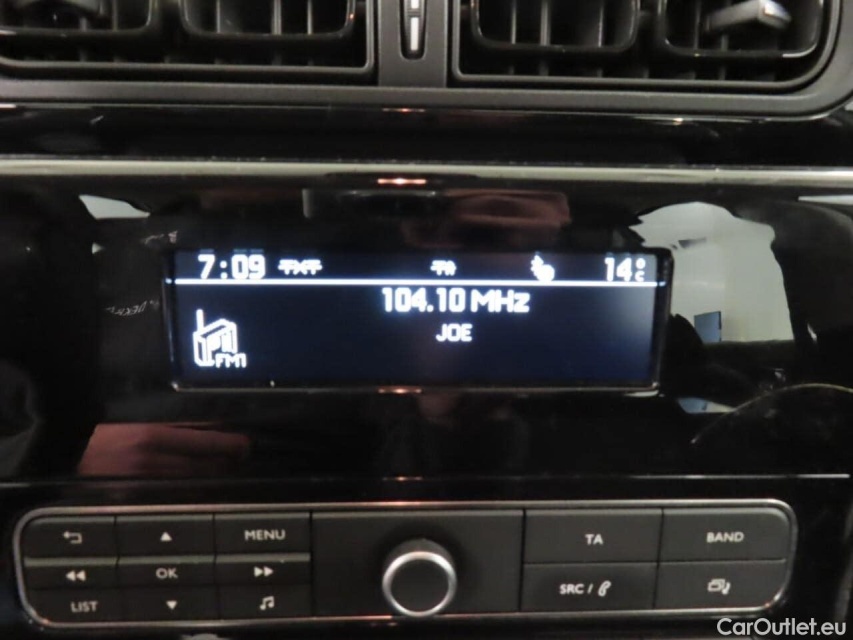 7:09 TXT TA 14°C
104.10 MHz
JOE
FM1
MENU
TA
BAND
OK
SRC /
LIST
CarOutlet.eu